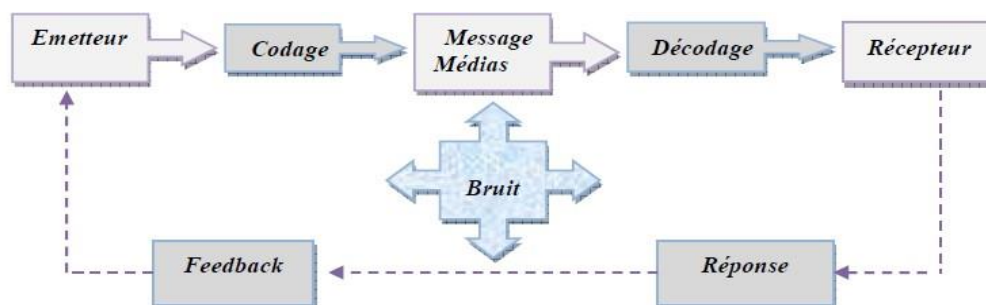 Emetteur
Codage
Message
Médias
Décodage
Récepteur
Bruit
Feedback
Réponse